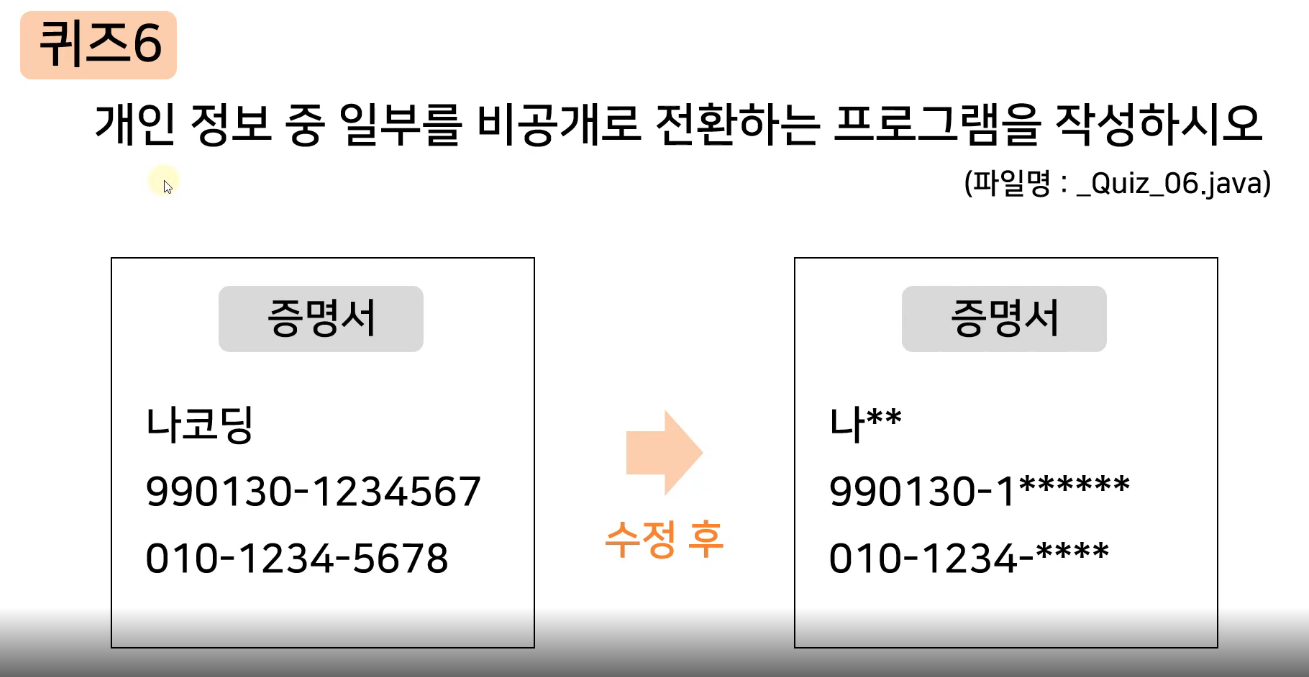 퀴즈6
개인 정보 중 일부를 비공개로 전환하는 프로그램을 작성하시오
(파일명 : _Quiz_06.java)
증명서
나코딩
990130-1234567
010-1234-5678
수정 후
증명서
나**
990130-1******
010-1234-****